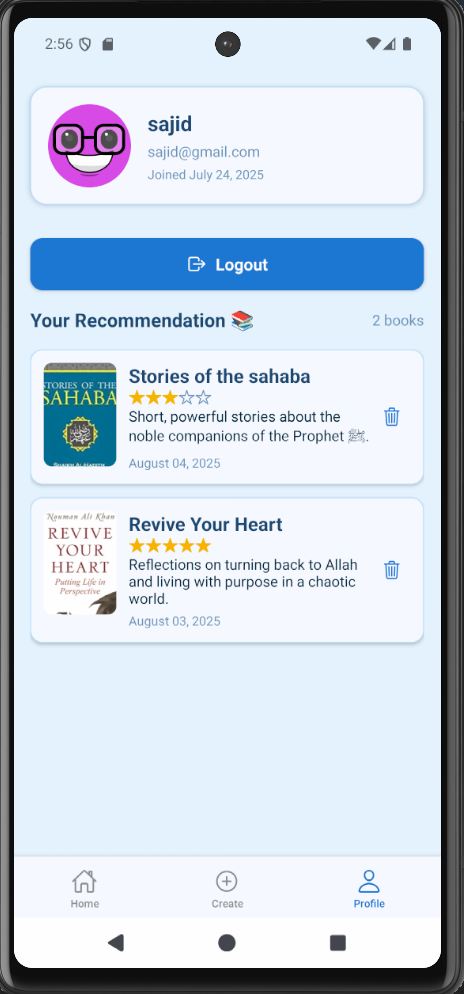 2:56
sajid
sajid@gmail.com
Joined July 24, 2025
Logout
Your Recommendation 📚
2 books
STORIES OF THE
SAHABA
Stories of the sahaba
★★★☆☆
Short, powerful stories about the
noble companions of the Prophet ﷺ.
August 04, 2025
Nouman Ali Khan
REVIVE
YOUR
HEART
Putting Life in
Perspective
Revive Your Heart
★★★★★
Reflections on turning back to Allah
and living with purpose in a chaotic
world.
August 03, 2025
Home
Create
Profile